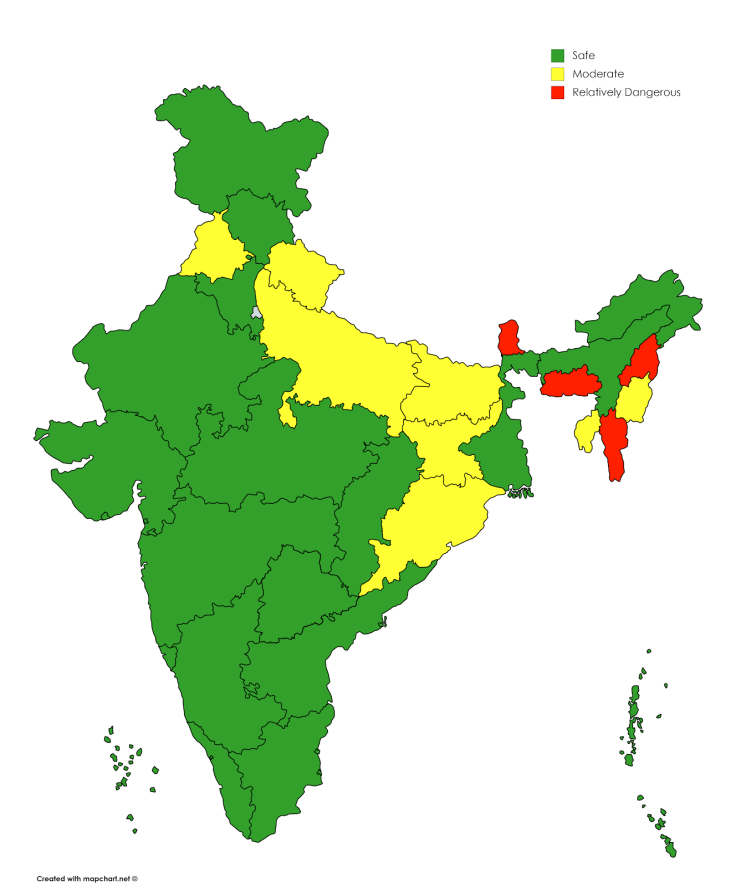 Safe
Moderate
Relatively Dangerous
Created with mapchart.net ©